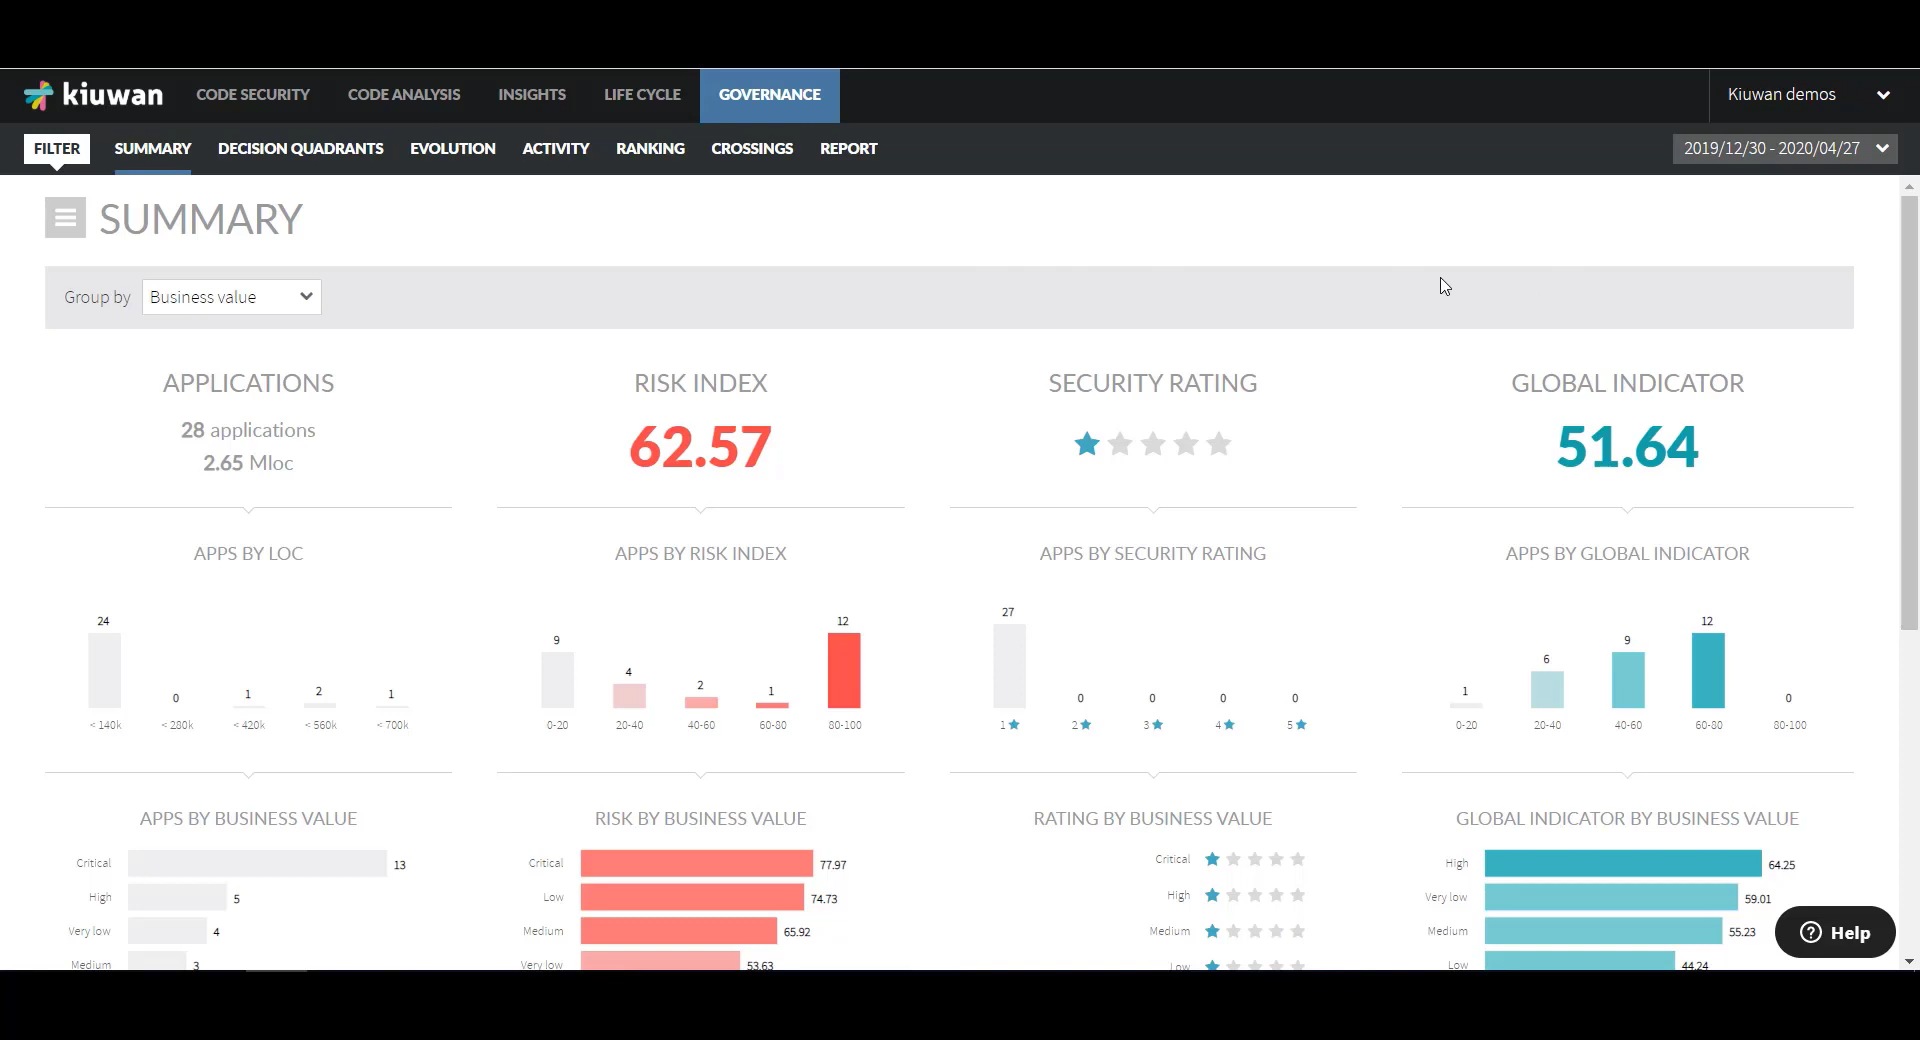 kiuwan CODE SECURITY CODE ANALYSIS INSIGHTS LIFE CYCLE GOVERNANCE Kiuwan demos
FILTER SUMMARY DECISION QUADRANTS EVOLUTION ACTIVITY RANKING CROSSINGS REPORT 2019/12/30 - 2020/04/27
SUMMARY
Group by Business value
APPLICATIONS
28 applications
2.65 Mloc
RISK INDEX
62.57
SECURITY RATING
GLOBAL INDICATOR
51.64
APPS BY LOC
24 0 1 2 1
< 140k < 280k < 420k < 560k < 700k
APPS BY RISK INDEX
9 4 2 1 12
0-20 20-40 40-60 60-80 80-100
APPS BY SECURITY RATING
27 0 0 0 0
1 2 3 4 5
APPS BY GLOBAL INDICATOR
1 6 9 12 0
0-20 20-40 40-60 60-80 80-100
APPS BY BUSINESS VALUE
Critical 13
High 5
Very low 4
Medium 3
RISK BY BUSINESS VALUE
Critical 77.97
Low 74.73
Medium 65.92
Very low 53.63
RATING BY BUSINESS VALUE
Critical
High
Medium
Low
GLOBAL INDICATOR BY BUSINESS VALUE
High 64.25
Very low 59.01
Medium 55.23
Low 44.24
Help